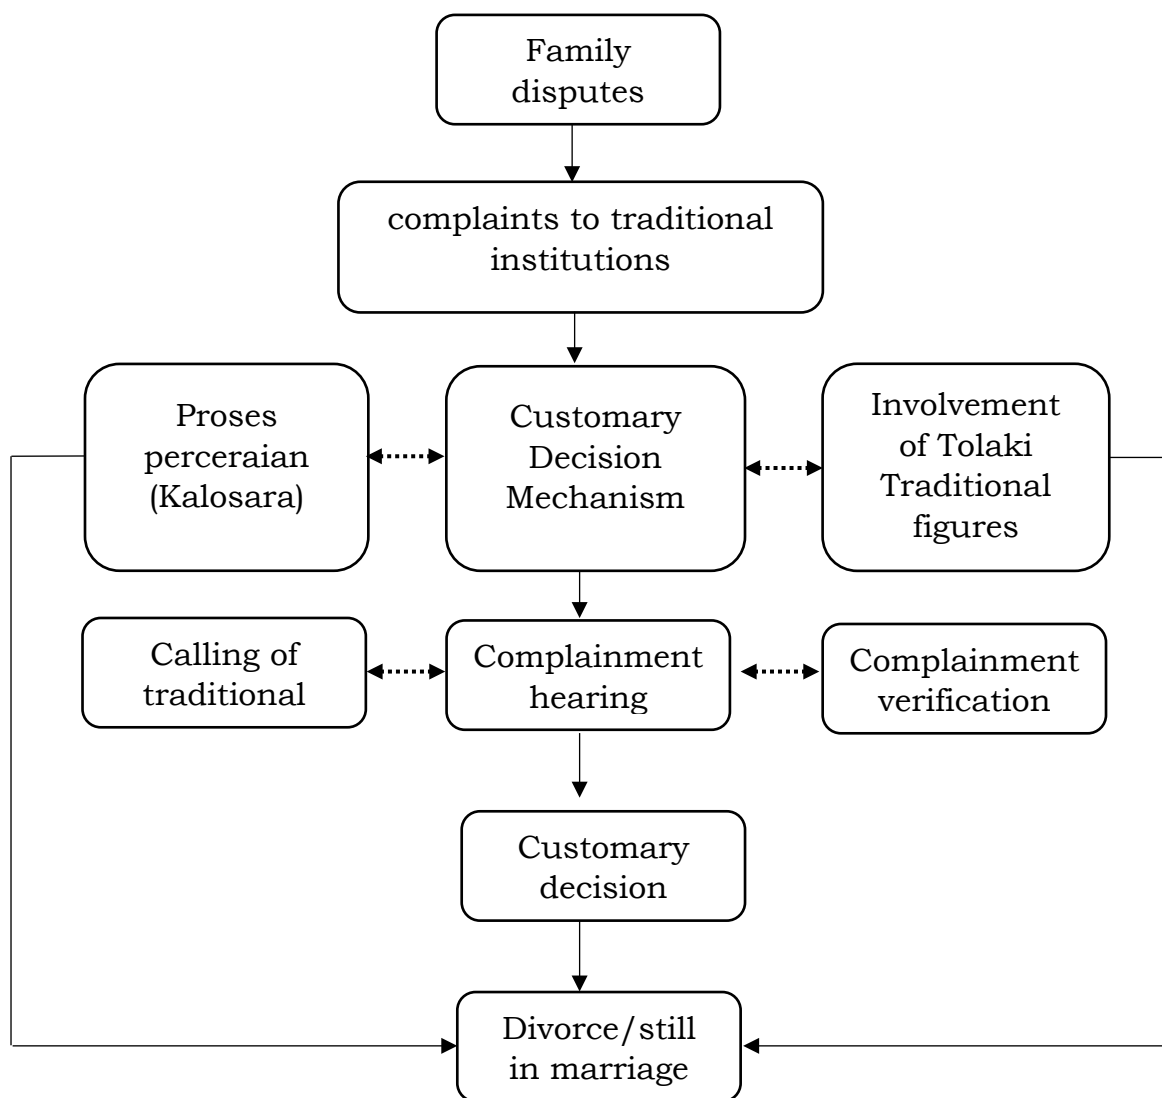 Family
disputes
complaints to traditional
institutions
Proses
perceraian
(Kalosara)
Customary
Decision
Mechanism
Involvement
of Tolaki
Traditional
figures
Calling of
traditional
Complainment
hearing
Complainment
verification
Customary
decision
Divorce/still
in marriage